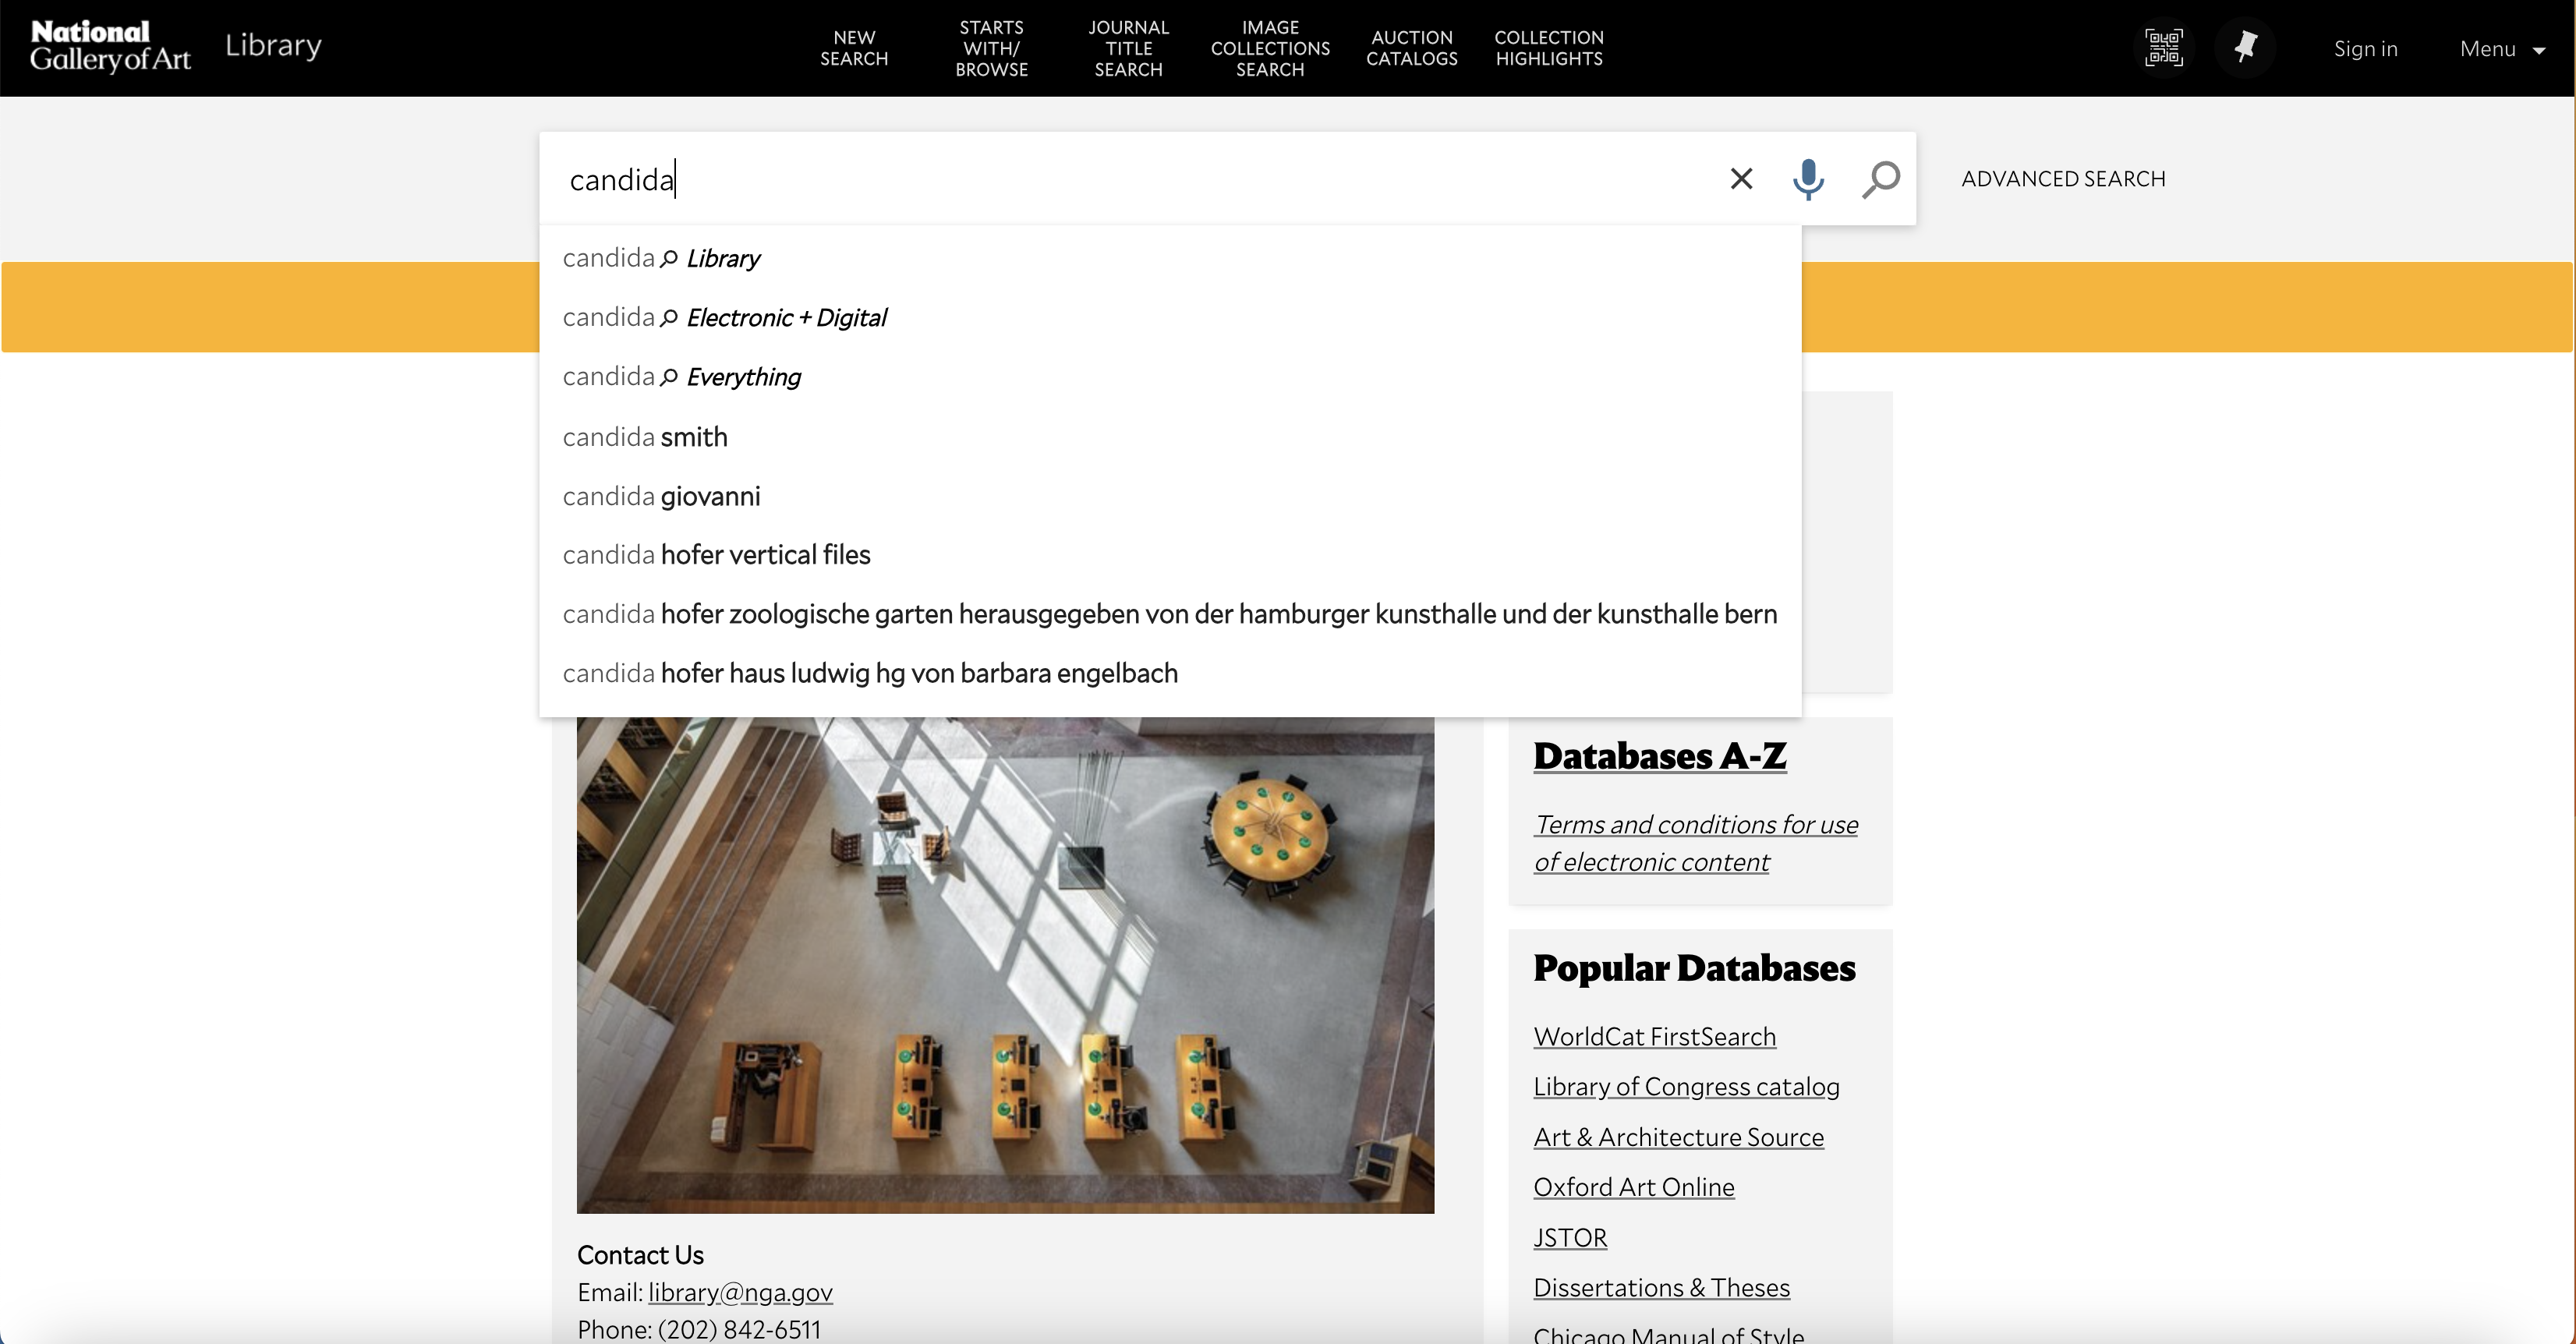 National
Gallery of Art
Library
NEW
SEARCH
STARTS
WITH/
BROWSE
JOURNAL
TITLE
SEARCH
IMAGE
COLLECTIONS
SEARCH
AUCTION
CATALOGS
COLLECTION
HIGHLIGHTS
Sign in
Menu
candida
ADVANCED SEARCH
candida Library
candida Electronic + Digital
candida Everything
candida smith
candida giovanni
candida hofer vertical files
candida hofer zoologische garten herausgegeben von der hamburger kunsthalle und der kunsthalle bern
candida hofer haus ludwig hg von barbara engelbach
Databases A-Z
Terms and conditions for use
of electronic content
Popular Databases
WorldCat FirstSearch
Library of Congress catalog
Art & Architecture Source
Oxford Art Online
JSTOR
Dissertations & Theses
Chicago Manual of Style
Contact Us
Email: library@nga.gov
Phone: (202) 842-6511